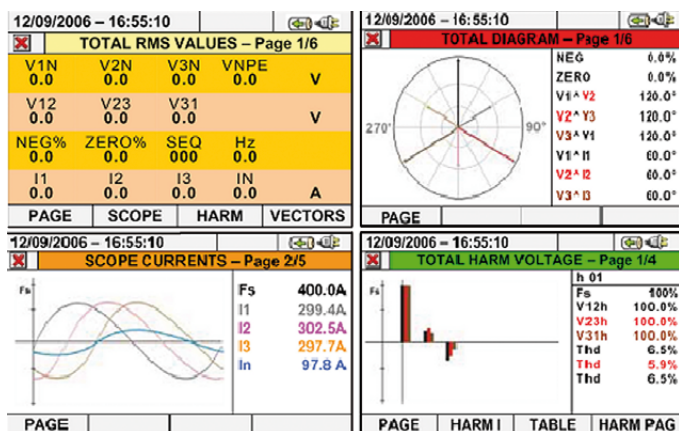 12/09/2006 – 16:55:10
TOTAL RMS VALUES – Page 1/6
V1N V2N V3N VNPE
0.0 0.0 0.0 0.0 V
V12 V23 V31
0.0 0.0 0.0 V
NEG% ZERO% SEQ Hz
0.0 0.0 000 0.0
I1 I2 I3 IN
0.0 0.0 0.0 0.0 A
PAGE SCOPE HARM VECTORS
12/09/2006 – 16:55:10
TOTAL DIAGRAM – Page 1/6
NEG 0.0%
ZERO 0.0%
V1^V2 120.0°
V2^V3 120.0°
V3^V1 120.0°
V1^I1 60.0°
V2^I2 60.0°
V3^I3 60.0°
270° 90°
PAGE
12/09/2006 – 16:55:10
SCOPE CURRENTS – Page 2/5
Fs
Fs 400.0A
I1 299.4A
I2 302.5A
I3 297.7A
In 97.8 A
PAGE
12/09/2006 – 16:55:10
TOTAL HARM VOLTAGE – Page 1/4
Fs
h 01
Fs 100%
V12h 100.0%
V23h 100.0%
V31h 100.0%
Thd 6.5%
Thd 5.9%
Thd 6.5%
PAGE HARM I TABLE HARM PAG